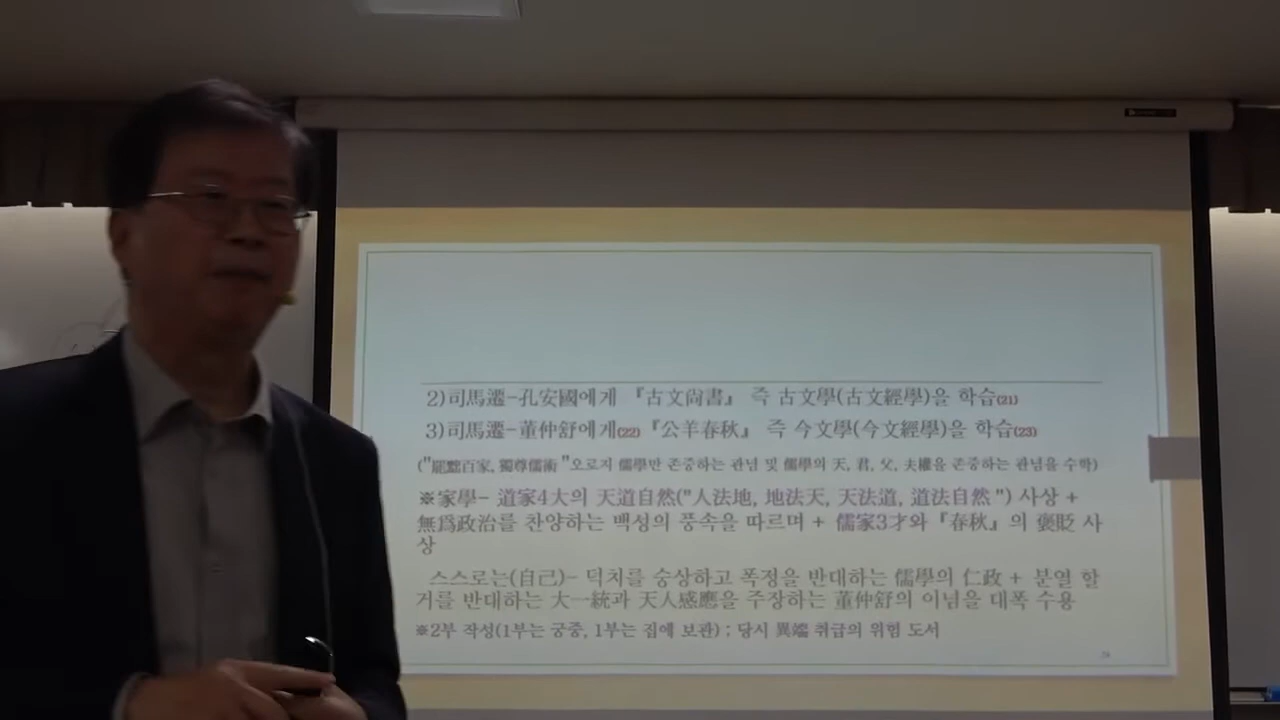 2)司馬遷-孔安國에게 『古文尙書』 즉 古文學(古文經學)을 학습(21)
3)司馬遷-董仲舒에게(22)『公羊春秋』 즉 今文學(今文經學)을 학습(23)
("罷黜百家, 獨尊儒術"오로지 儒學만 존중하는 관념 및 儒學의 天, 君, 父, 夫權을 존중하는 관념을 수학)
※家學- 道家4大의 天道自然("人法地, 地法天, 天法道, 道法自然") 사상 +
無爲政治를 찬양하는 백성의 풍속을 따르며 + 儒家3才와『春秋』의 褒貶 사
상
스스로는(自己)- 덕치를 숭상하고 폭정을 반대하는 儒學의 仁政 + 분열 할
거를 반대하는 大一統과 天人感應을 주장하는 董仲舒의 이념을 대폭 수용
※2부 작성(1부는 궁중, 1부는 집에 보관) : 당시 異端 취급의 위험 도서